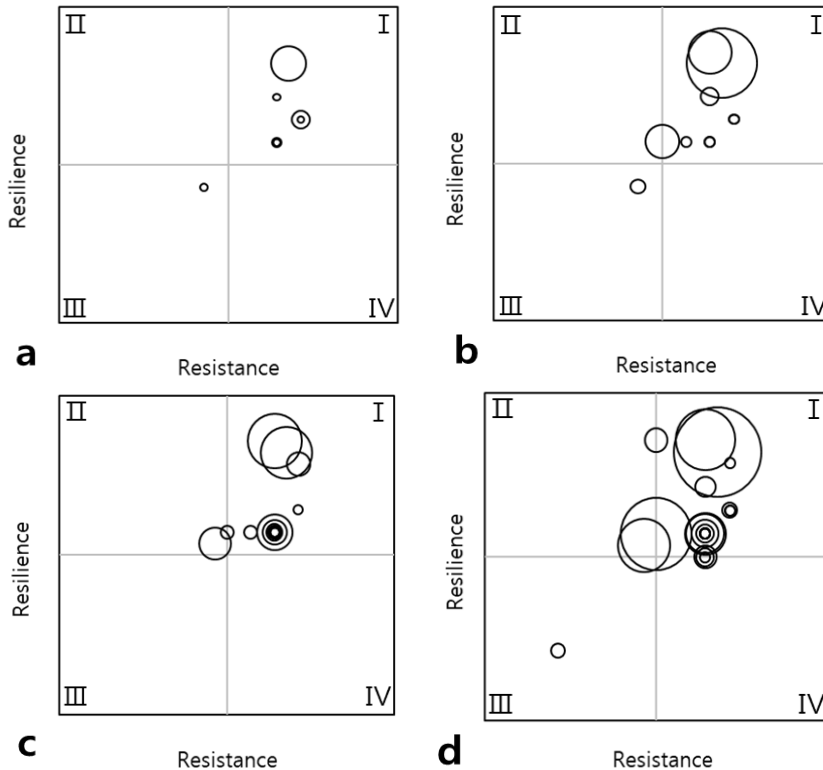 Ⅱ Ⅰ
Resilience
Ⅲ Ⅳ
a
Resistance
Ⅱ Ⅰ
Resilience
Ⅲ Ⅳ
b
Resistance
Ⅱ Ⅰ
Resilience
Ⅲ Ⅳ
c
Resistance
Ⅱ Ⅰ
Resilience
Ⅲ Ⅳ
d
Resistance